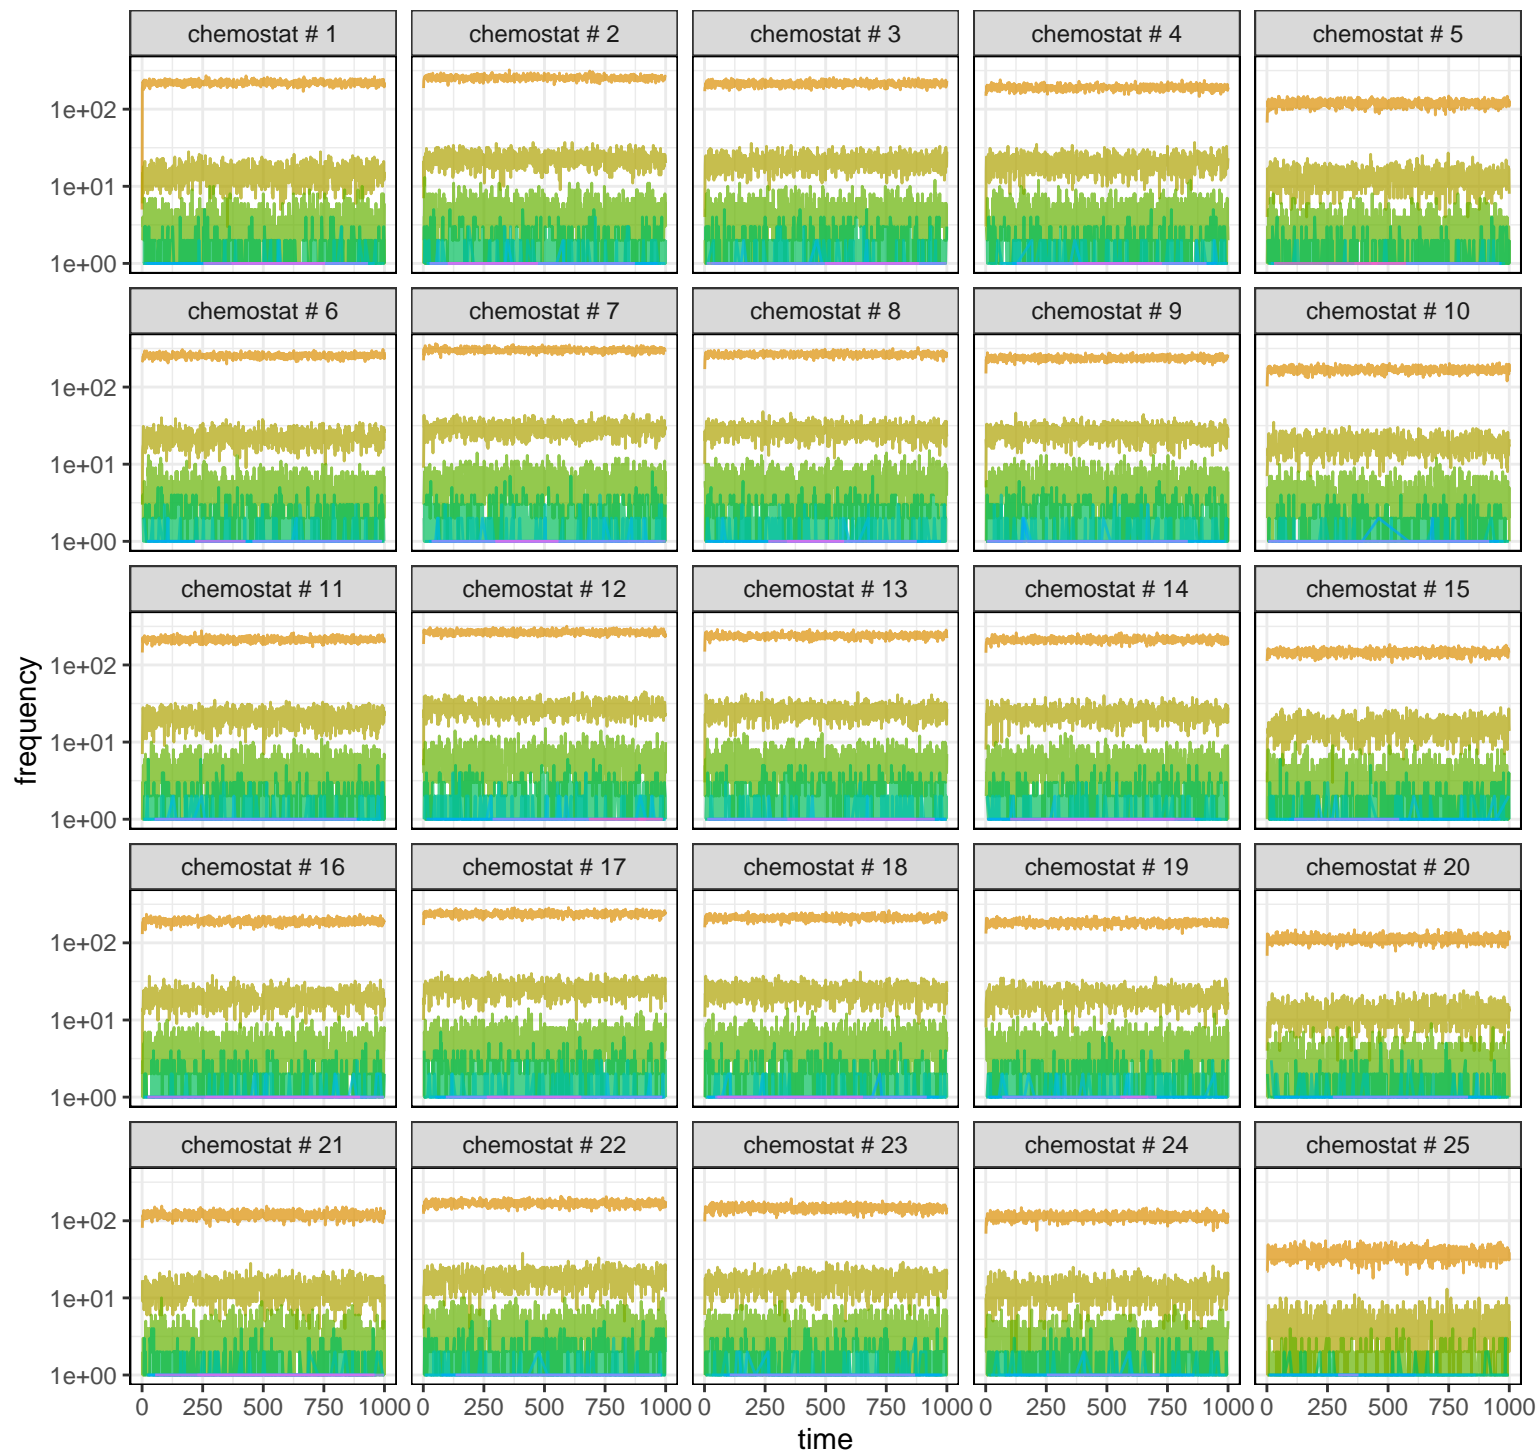 chemostat # 1
chemostat # 2
chemostat # 3
chemostat # 4
chemostat # 5
1e+02
1e+01
1e+00
chemostat # 6
chemostat # 7
chemostat # 8
chemostat # 9
chemostat # 10
1e+02
1e+01
1e+00
chemostat # 11
chemostat # 12
chemostat # 13
chemostat # 14
chemostat # 15
frequency
1e+02
1e+01
1e+00
chemostat # 16
chemostat # 17
chemostat # 18
chemostat # 19
chemostat # 20
1e+02
1e+01
1e+00
chemostat # 21
chemostat # 22
chemostat # 23
chemostat # 24
chemostat # 25
1e+02
1e+01
1e+00
0 250 500 750 1000
0 250 500 750 1000
0 250 500 750 1000
0 250 500 750 1000
0 250 500 750 1000
time